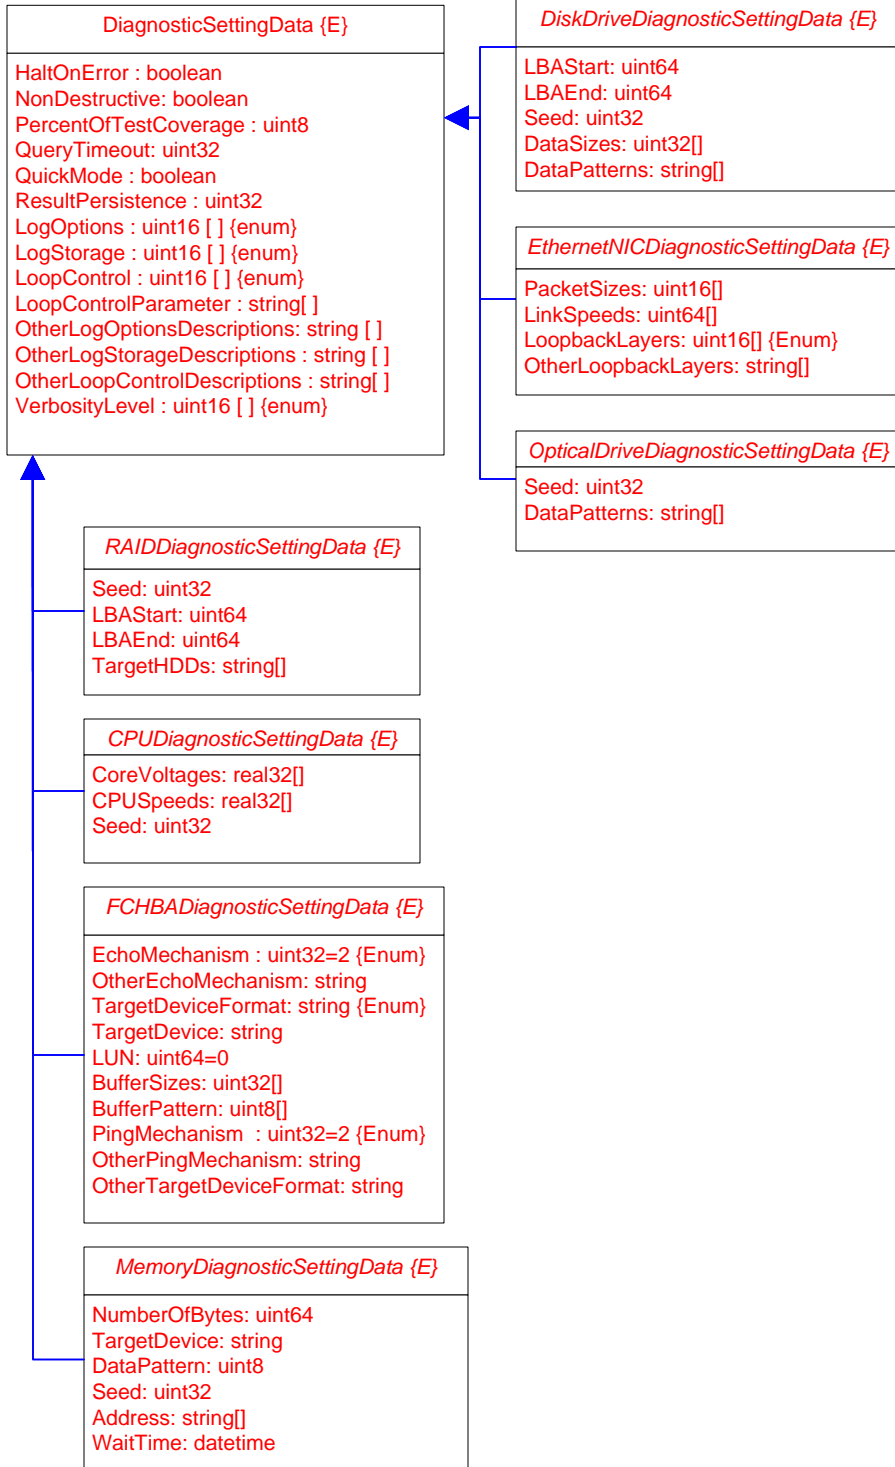 DiagnosticSettingData {E}
HaltOnError : boolean
NonDestructive: boolean
PercentOfTestCoverage : uint8
QueryTimeout: uint32
QuickMode : boolean
ResultPersistence : uint32
LogOptions : uint16 [ ] {enum}
LogStorage : uint16 [ ] {enum}
LoopControl : uint16 [ ] {enum}
LoopControlParameter : string[ ]
OtherLogOptionsDescriptions: string [ ]
OtherLogStorageDescriptions : string [ ]
OtherLoopControlDescriptions : string[ ]
VerbosityLevel : uint16 [ ] {enum}
DiskDriveDiagnosticSettingData {E}
LBAStart: uint64
LBAEnd: uint64
Seed: uint32
DataSizes: uint32[]
DataPatterns: string[]
EthernetNICDiagnosticSettingData {E}
PacketSizes: uint16[]
LinkSpeeds: uint64[]
LoopbackLayers: uint16[] {Enum}
OtherLoopbackLayers: string[]
OpticalDriveDiagnosticSettingData {E}
Seed: uint32
DataPatterns: string[]
RAIDDiagnosticSettingData {E}
Seed: uint32
LBAStart: uint64
LBAEnd: uint64
TargetHDDs: string[]
CPUDiagnosticSettingData {E}
CoreVoltages: real32[]
CPUSpeeds: real32[]
Seed: uint32
FCHBADiagnosticSettingData {E}
EchoMechanism : uint32=2 {Enum}
OtherEchoMechanism: string
TargetDeviceFormat: string {Enum}
TargetDevice: string
LUN: uint64=0
BufferSizes: uint32[]
BufferPattern: uint8[]
PingMechanism : uint32=2 {Enum}
OtherPingMechanism: string
OtherTargetDeviceFormat: string
MemoryDiagnosticSettingData {E}
NumberOfBytes: uint64
TargetDevice: string
DataPattern: uint8
Seed: uint32
Address: string[]
WaitTime: datetime